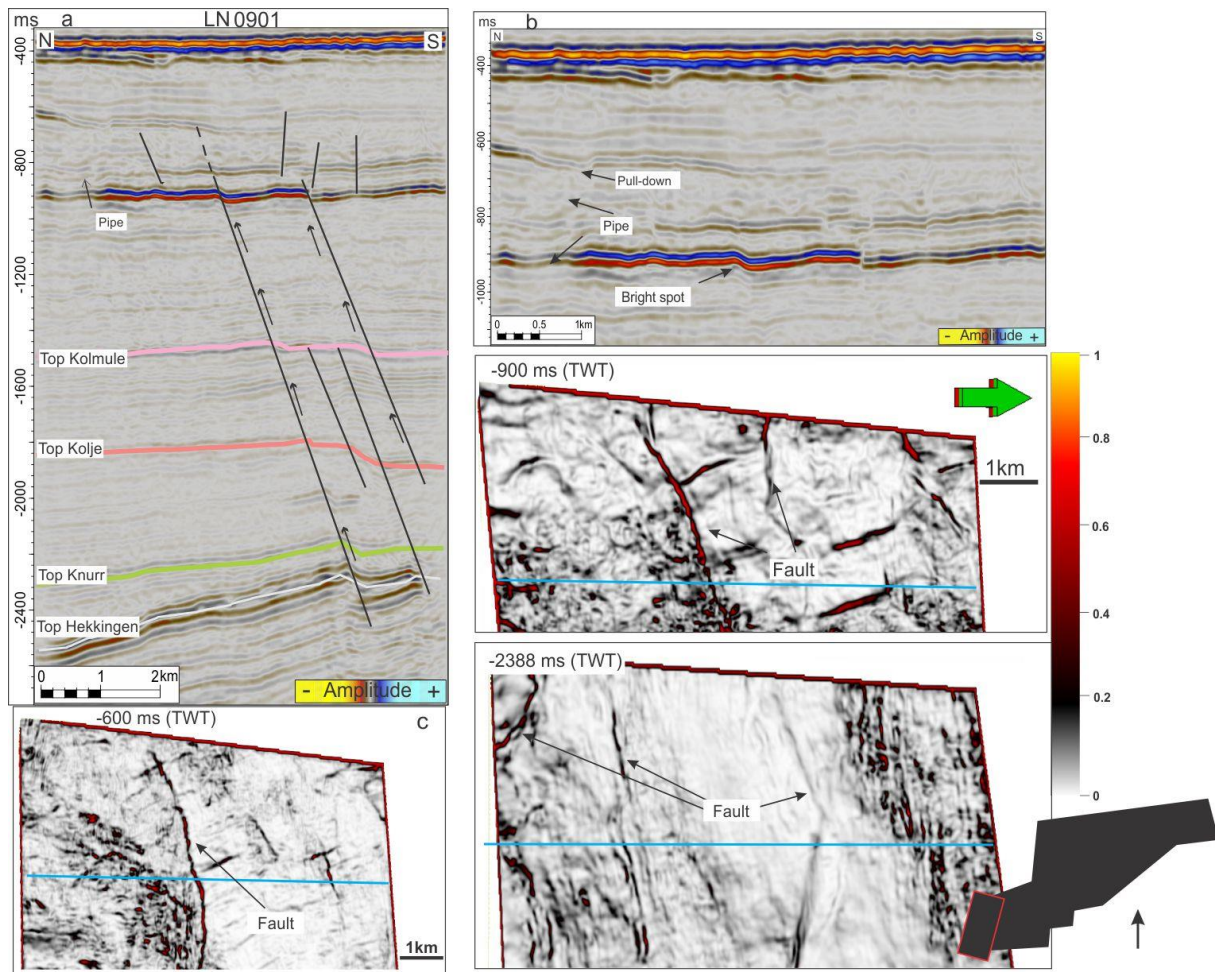 ms a LN 0901
N S
-400
-800
Pipe
-1200
Top Kolmule
-1600
Top Kolje
-2000
Top Knurr
-2400
Top Hekkingen
0 1 2km
- Amplitude +
ms b
N S
-400
-600
Pull-down
-800
Pipe
-900
Bright spot
-1000
0 0.5 1km
- Amplitude +
-900 ms (TWT)
1km
Fault
1
0.8
0.6
0.4
0.2
0
-2388 ms (TWT)
Fault
-600 ms (TWT) c
Fault
1km